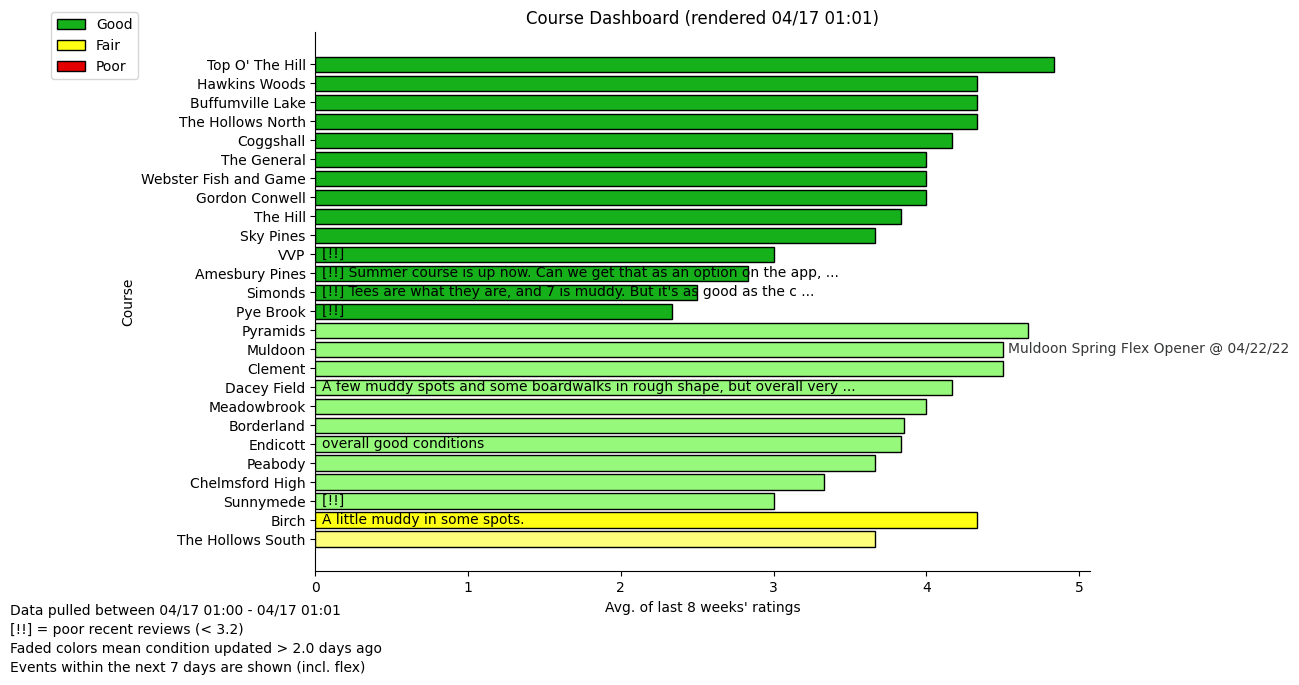 Course Dashboard (rendered 04/17 01:01)
Good
Fair
Poor
Course
Top O' The Hill
Hawkins Woods
Buffumville Lake
The Hollows North
Coggshall
The General
Webster Fish and Game
Gordon Conwell
The Hill
Sky Pines
VVP [!!]
Amesbury Pines [!!] Summer course is up now. Can we get that as an option on the app, ...
Simonds [!!] Tees are what they are, and 7 is muddy. But it's as good as the c ...
Pye Brook [!!]
Pyramids
Muldoon Muldoon Spring Flex Opener @ 04/22/22
Clement
Dacey Field A few muddy spots and some boardwalks in rough shape, but overall very ...
Meadowbrook
Borderland
Endicott overall good conditions
Peabody
Chelmsford High
Sunnymede [!!]
Birch A little muddy in some spots.
The Hollows South
0 1 2 3 4 5
Avg. of last 8 weeks' ratings
Data pulled between 04/17 01:00 - 04/17 01:01
[!!] = poor recent reviews (< 3.2)
Faded colors mean condition updated > 2.0 days ago
Events within the next 7 days are shown (incl. flex)